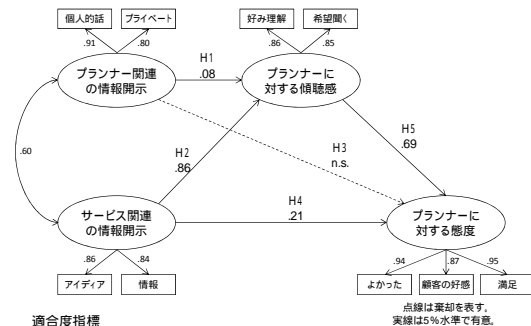 個人的話
プライベート
好み理解
希望聞く
.91
.80
.86
.85
プランナー関連
の情報開示
H1
.08
プランナーに
対する傾聴感
.60
H2
.86
H3
n.s.
H5
.69
サービス関連
の情報開示
H4
.21
プランナーに
対する態度
.86
.84
.94
.87
.95
アイディア
情報
よかった
顧客の好感
満足
点線は棄却を表す。
実線は5%水準で有意。
適合度指標